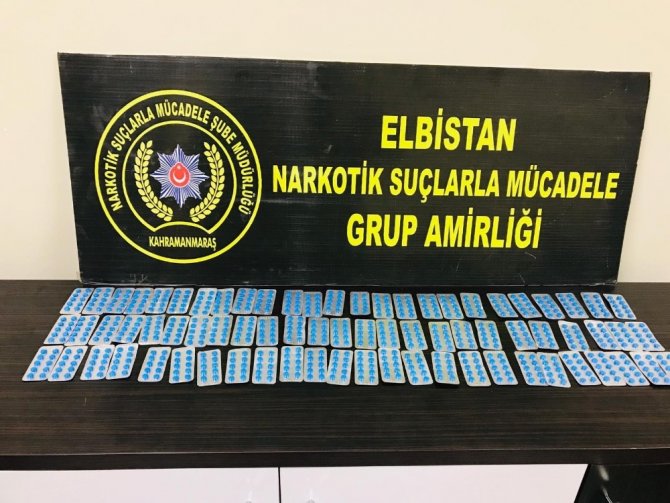 NARKOTİK SUÇLARLA MÜCADELE ŞUBE MÜDÜRLÜĞÜ
KAHRAMANMARAŞ
ELBİSTAN
NARKOTİK SUÇLARLA MÜCADELE
GRUP AMİRLİĞİ